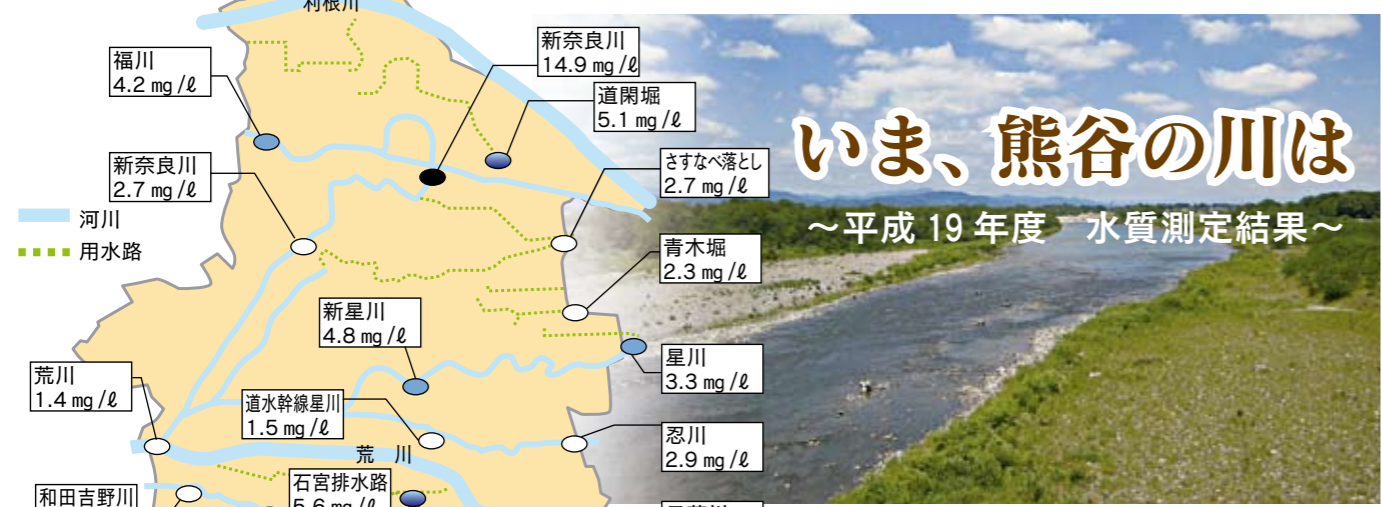 利根川
福川
4.2 mg/ℓ
新奈良川
14.9 mg/ℓ
道閑堀
5.1 mg/ℓ
新奈良川
2.7 mg/ℓ
さすなべ落とし
2.7 mg/ℓ
河川
用水路
青木堀
2.3 mg/ℓ
新星川
4.8 mg/ℓ
星川
3.3 mg/ℓ
荒川
1.4 mg/ℓ
道水幹線星川
1.5 mg/ℓ
忍川
2.9 mg/ℓ
荒 川
石宮排水路
5.6 mg/ℓ
和田吉野川
いま、熊谷の川は
～平成 19 年度 水質測定結果～